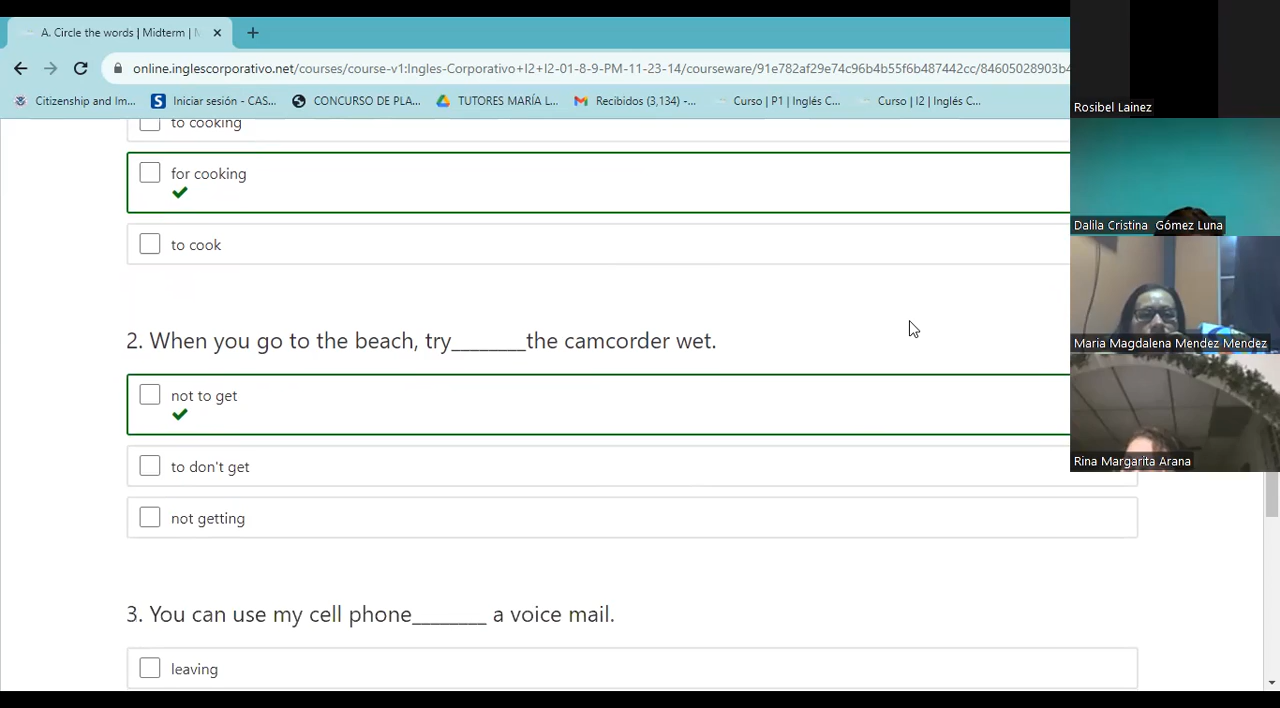 A. Circle the words | Midterm |
online.inglescorporativo.net/courses/course-v1:Ingles-Corporativo+I2+I2-01-8-9-PM-11-23-14/courseware/91e782af29e74c96b4b55f6b487442cc/84605028903b4
Citizenship and Im... Iniciar sesión - CAS... CONCURSO DE PLA... TUTORES MARÍA L... Recibidos (3,134) -... Curso | P1 | Inglés C... Curso | I2 | Inglés C...
Rosibel Lainez
to cooking
for cooking
Dalila Cristina Gómez Luna
to cook
2. When you go to the beach, try________the camcorder wet.
Maria Magdalena Mendez Mendez
not to get
to don't get
Rina Margarita Arana
not getting
3. You can use my cell phone________ a voice mail.
leaving